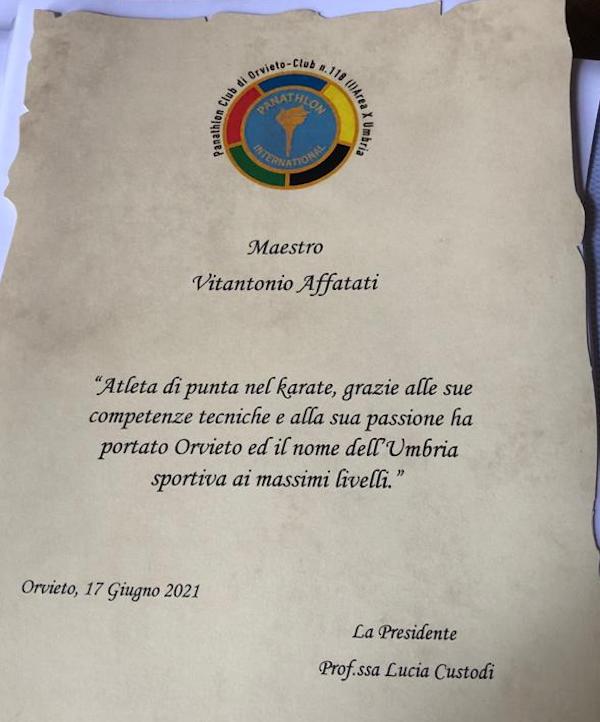 Panathlon Club di Orvieto-Club n.118 (I)Area X Umbria
PANATHLON
INTERNATIONAL
Maestro
Vitantonio Affatati
“Atleta di punta nel karate, grazie alle sue
competenze tecniche e alla sua passione ha
portato Orvieto ed il nome dell’Umbria
sportiva ai massimi livelli.”
Orvieto, 17 Giugno 2021
La Presidente
Prof.ssa Lucia Custodi